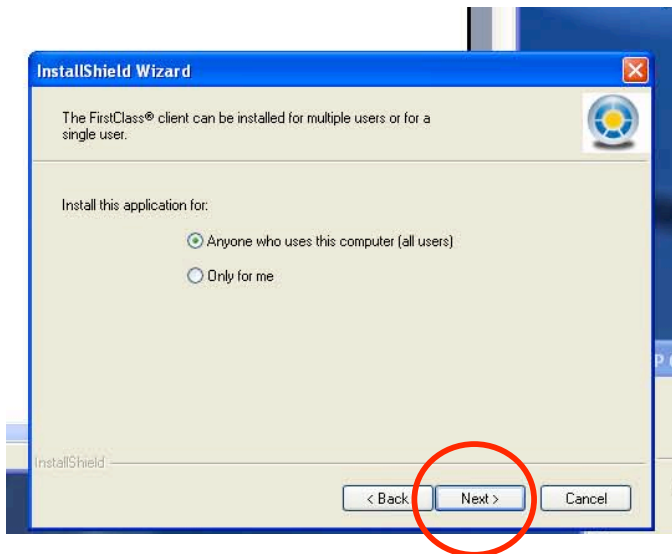 InstallShield Wizard
The FirstClass® client can be installed for multiple users or for a
single user.
Install this application for:
Anyone who uses this computer (all users)
Only for me
P
InstallShield
< Back
Next >
Cancel